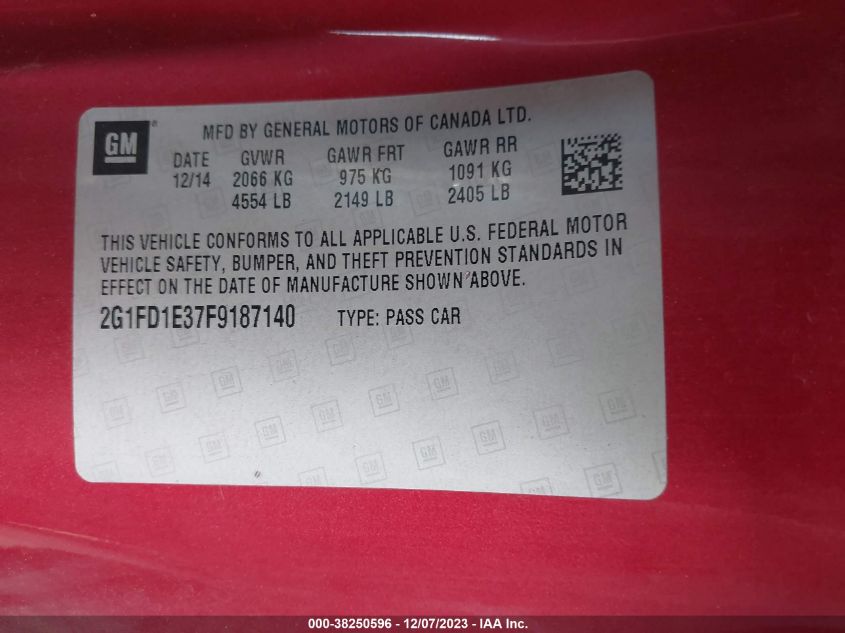 GM ®
MFD BY GENERAL MOTORS OF CANADA LTD.
DATE GVWR GAWR FRT GAWR RR
12/14 2066 KG 975 KG 1091 KG
4554 LB 2149 LB 2405 LB
THIS VEHICLE CONFORMS TO ALL APPLICABLE U.S. FEDERAL MOTOR
VEHICLE SAFETY, BUMPER, AND THEFT PREVENTION STANDARDS IN
EFFECT ON THE DATE OF MANUFACTURE SHOWN ABOVE.
2G1FD1E37F9187140 TYPE: PASS CAR
000-38250596 - 12/07/2023 - IAA Inc.